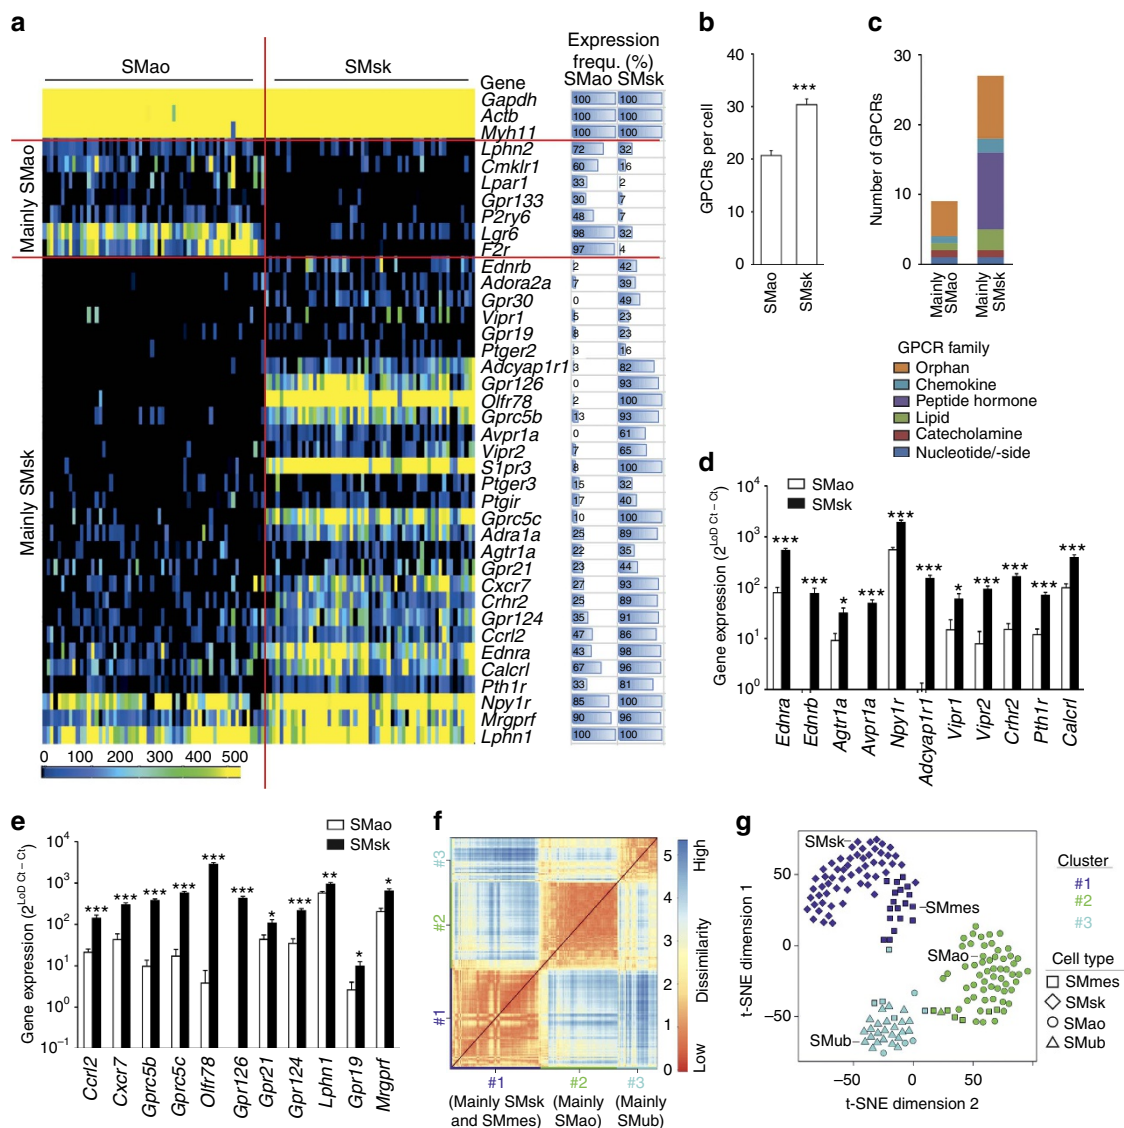 a
SMao
SMsk
Expression
frequ. (%)
Gene
SMao SMsk
Mainly SMao
Mainly SMsk
Gapdh 100 100
Actb 100 100
Myh11 100 100
Lphn2 72 32
Cmklr1 60 16
Lpar1 33 2
Gpr133 30 7
P2ry6 48 7
Lgr6 98 32
F2r 97 4
Ednrb 2 42
Adora2a 7 39
Gpr30 0 49
Vipr1 5 23
Gpr19 8 23
Ptger2 3 16
Adcyap1r1 3 82
Gpr126 0 93
Olfr78 2 100
Gprc5b 13 93
Avpr1a 0 61
Vipr2 7 65
S1pr3 8 100
Ptger3 15 32
Ptgir 17 40
Gprc5c 10 100
Adra1a 25 89
Agtr1a 22 35
Gpr21 23 44
Cxcr7 27 93
Crhr2 25 89
Gpr124 35 91
Ccrl2 47 86
Ednra 43 98
Calcrl 67 96
Pth1r 33 81
Npy1r 85 100
Mrgprf 90 96
Lphn1 100 100
0 100 200 300 400 500
b
GPCRs per cell
40
30
20
10
0
***
SMao
SMsk
c
Number of GPCRs
30
20
10
0
Mainly
SMao
Mainly
SMsk
GPCR family
Orphan
Chemokine
Peptide hormone
Lipid
Catecholamine
Nucleotide/-side
d
Gene expression (2^LoD Ct – Ct)
10^4
10^3
10^2
10^1
10^0
SMao
SMsk
*** *** * *** *** *** * *** *** *** ***
Ednra
Ednrb
Agtr1a
Avpr1a
Npy1r
Adcyap1r1
Vipr1
Vipr2
Crhr2
Pth1r
Calcrl
e
Gene expression (2^LoD Ct – Ct)
10^4
10^3
10^2
10^1
10^0
10^–1
SMao
SMsk
*** *** *** *** *** *** * *** ** * *
Ccrl2
Cxcr7
Gprc5b
Gprc5c
Olfr78
Gpr126
Gpr21
Gpr124
Lphn1
Gpr19
Mrgprf
f
#3
#2
#1
#1
(Mainly SMsk
and SMmes)
#2
(Mainly
SMao)
#3
(Mainly
SMub)
5
4
3
2
1
0
High
Dissimilarity
Low
g
t-SNE dimension 1
50
0
–50
–50 0 50
t-SNE dimension 2
SMsk
SMmes
SMao
SMub
Cluster
#1
#2
#3
Cell type
SMmes
SMsk
SMao
SMub